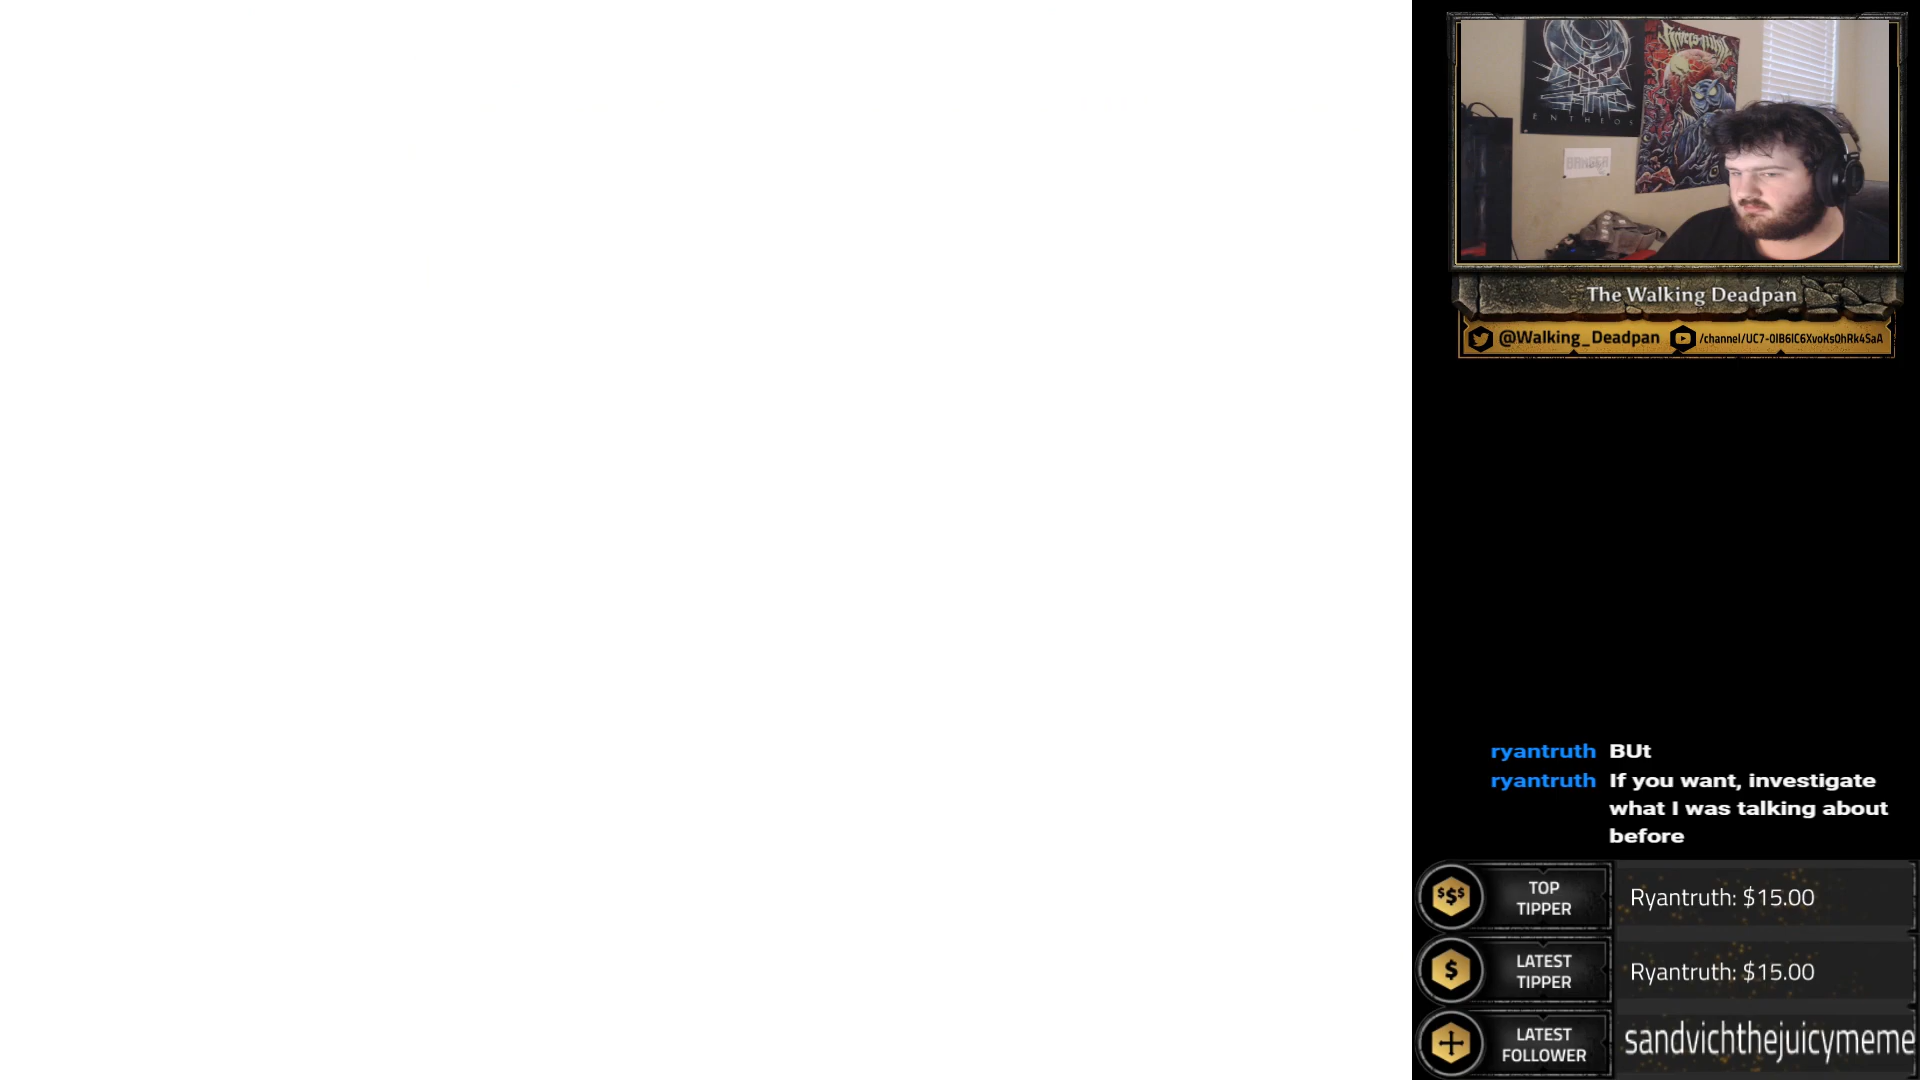 ENTHEOS
The Walking Deadpan
@Walking_Deadpan
/channel/UC7-0IB6IC6XvoKsOhRk4SaA
ryantruth BUt
ryantruth If you want, investigate
what I was talking about
before
TOP
TIPPER
Ryantruth: $15.00
LATEST
TIPPER
Ryantruth: $15.00
LATEST
FOLLOWER
sandvichthejuicymeme